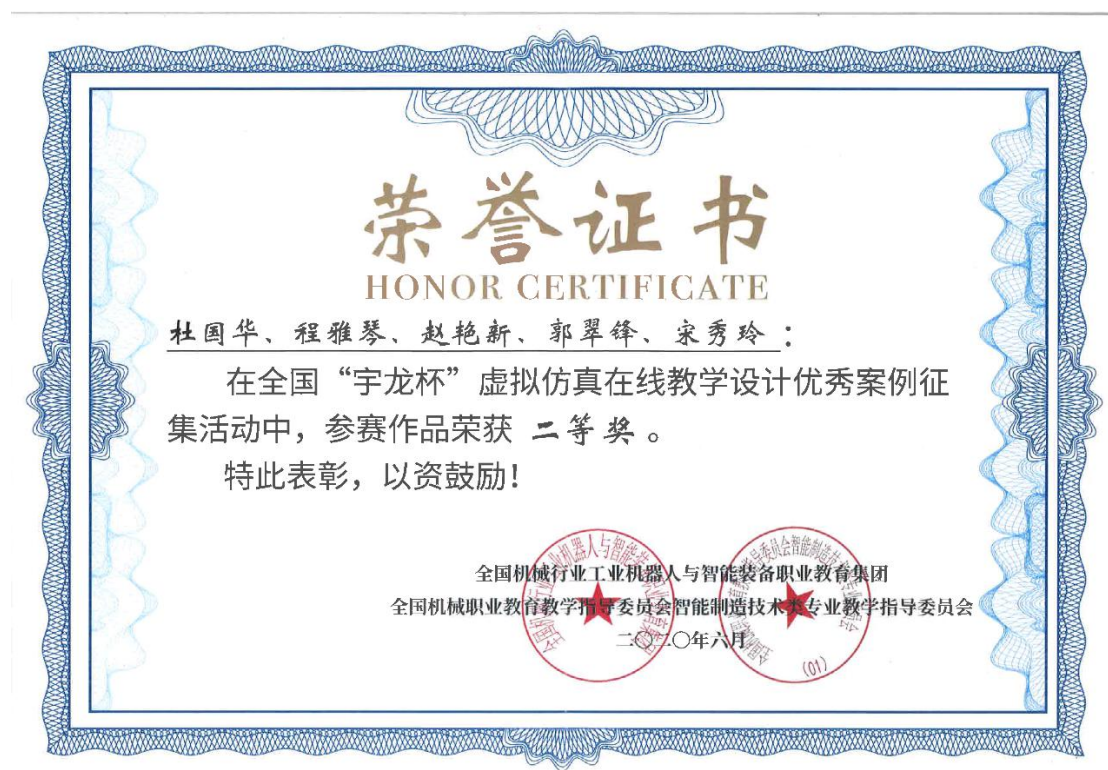 荣誉证书
HONOR CERTIFICATE
杜国华、程雅琴、赵艳新、郭翠锋、宋秀玲：
在全国“宇龙杯”虚拟仿真在线教学设计优秀案例征
集活动中，参赛作品荣获 二等奖。
特此表彰，以资鼓励！
全国机械行业工业机器人与智能装备职业教育集团
全国机械职业教育教学指导委员会智能制造技术类专业教学指导委员会
二〇二〇年六月
(01)